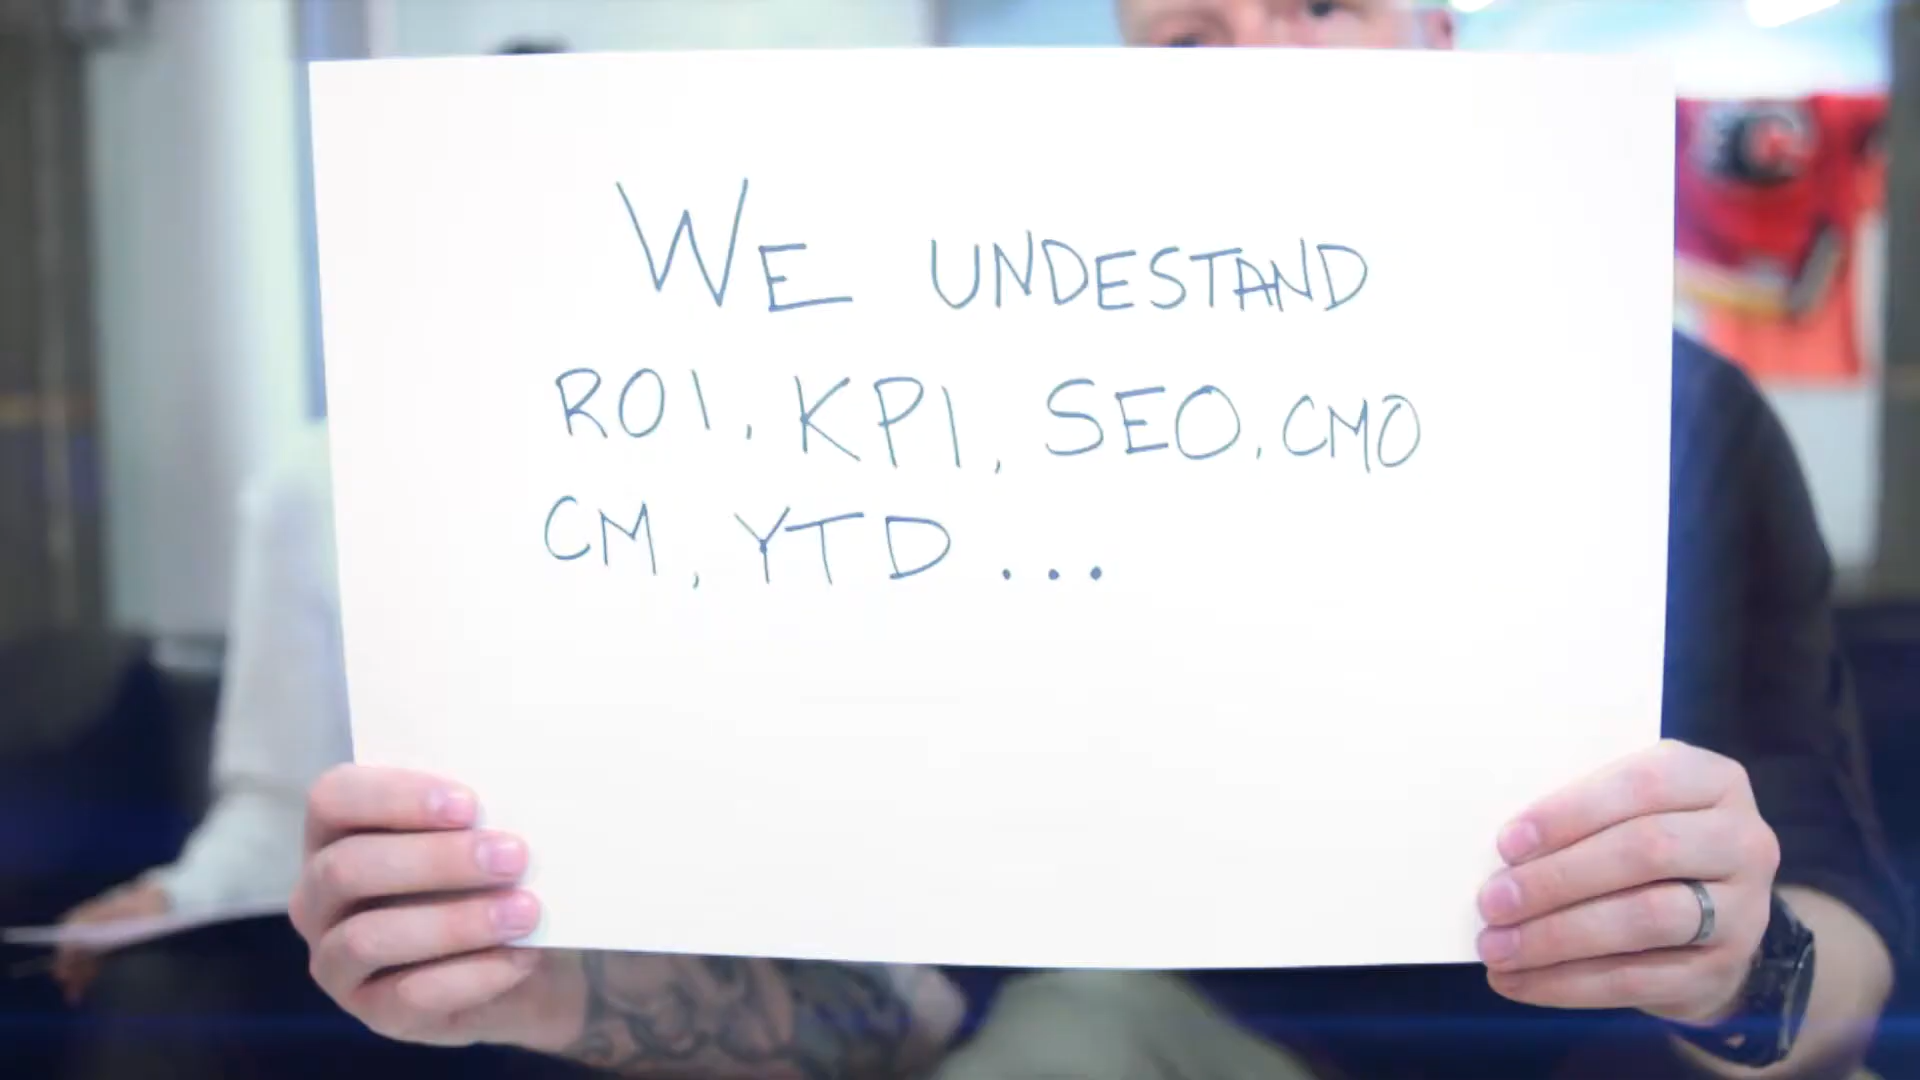 WE UNDESTAND
ROI, KPI, SEO, CMO
CM, YTD ...